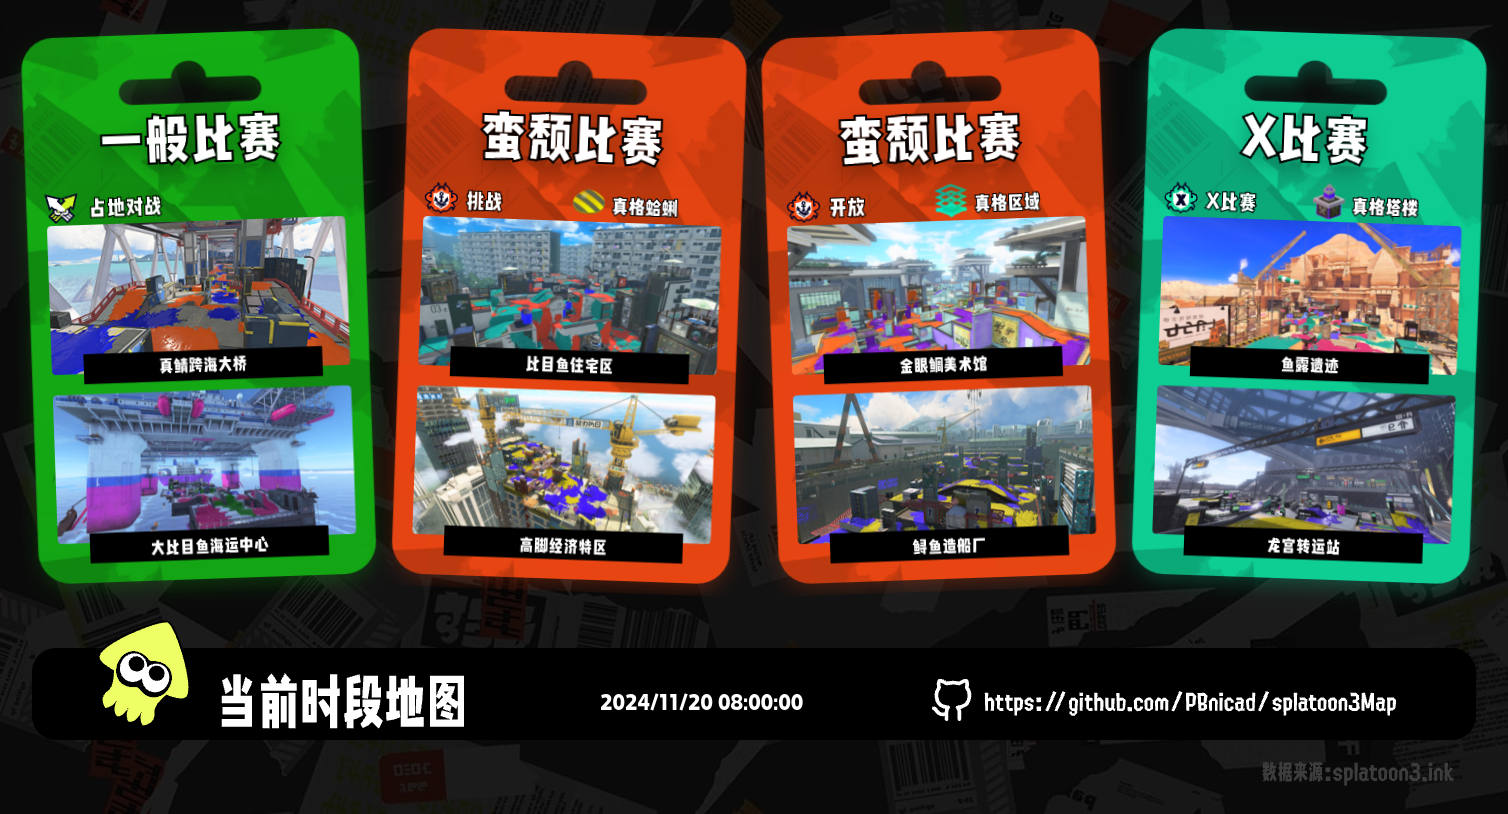 一般比赛
占地对战
真鲷跨海大桥
大比目鱼海运中心
蛮颓比赛
挑战
真格蛤蜊
比目鱼住宅区
高脚经济特区
蛮颓比赛
开放
真格区域
金眼鲷美术馆
鲟鱼造船厂
X比赛
X比赛
真格塔楼
鱼露遗迹
龙宫转运站
当前时段地图
2024/11/20 08:00:00
https://github.com/PBnicad/splatoon3Map
数据来源:splatoon3.ink